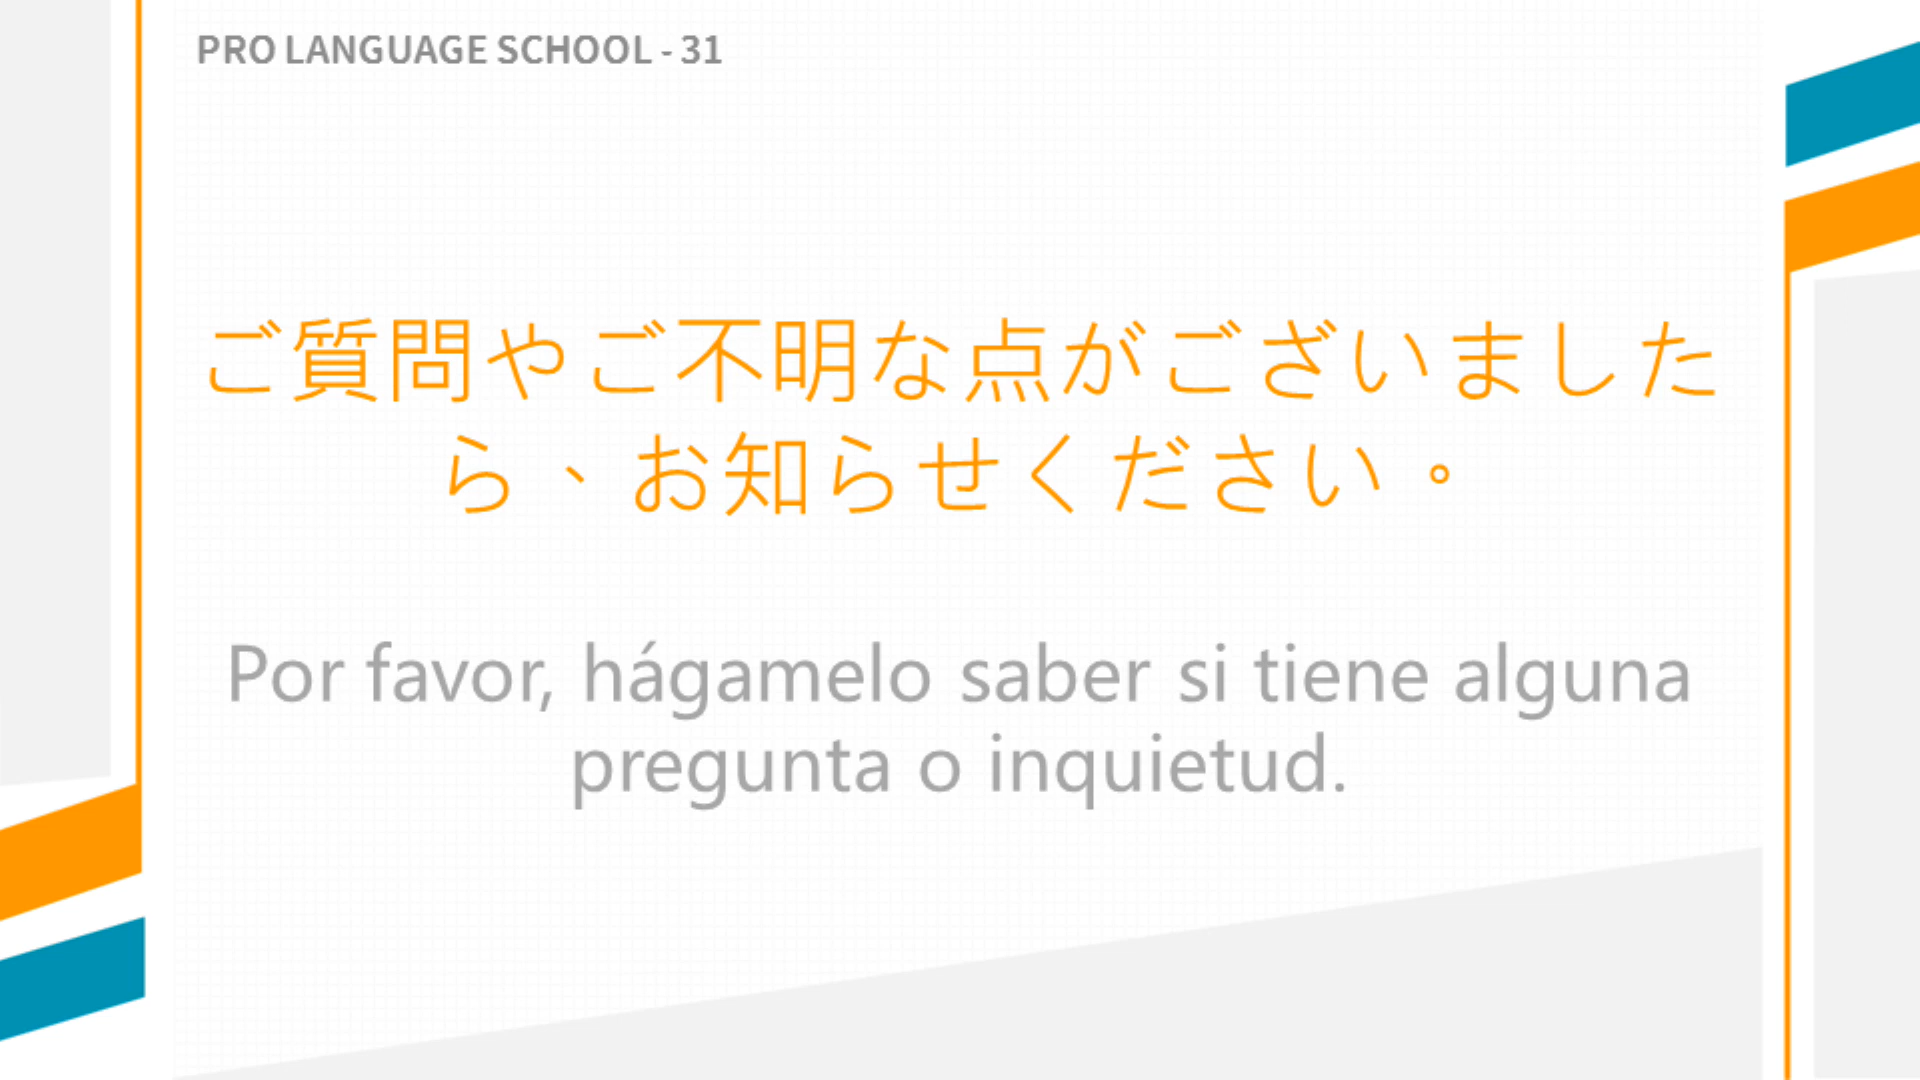 PRO LANGUAGE SCHOOL - 31
ご質問やご不明な点がございました
ら、お知らせください。
Por favor, hágamelo saber si tiene alguna
pregunta o inquietud.